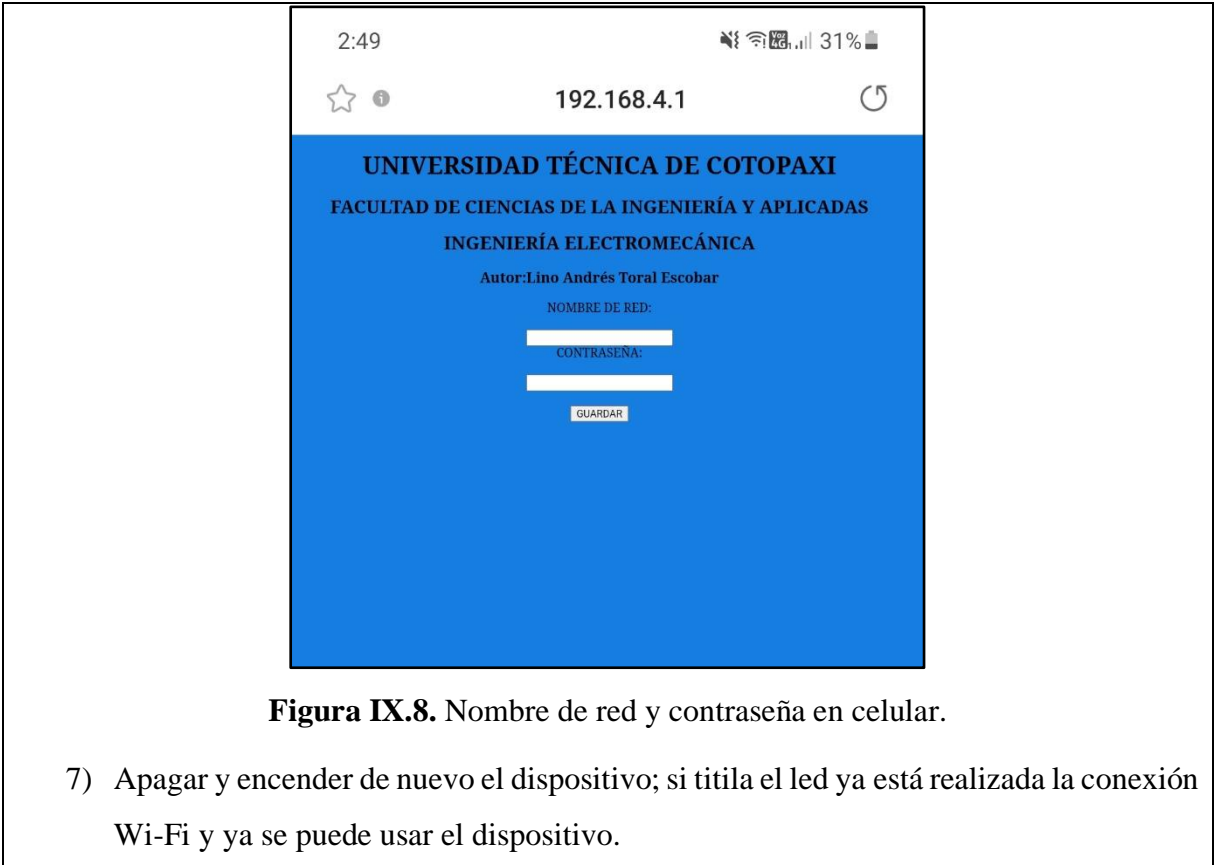 2:49 Voz 4G 31%
192.168.4.1
UNIVERSIDAD TÉCNICA DE COTOPAXI
FACULTAD DE CIENCIAS DE LA INGENIERÍA Y APLICADAS
INGENIERÍA ELECTROMECÁNICA
Autor:Lino Andrés Toral Escobar
NOMBRE DE RED:
CONTRASEÑA:
GUARDAR
Figura IX.8. Nombre de red y contraseña en celular.
7) Apagar y encender de nuevo el dispositivo; si titila el led ya está realizada la conexión
Wi-Fi y ya se puede usar el dispositivo.